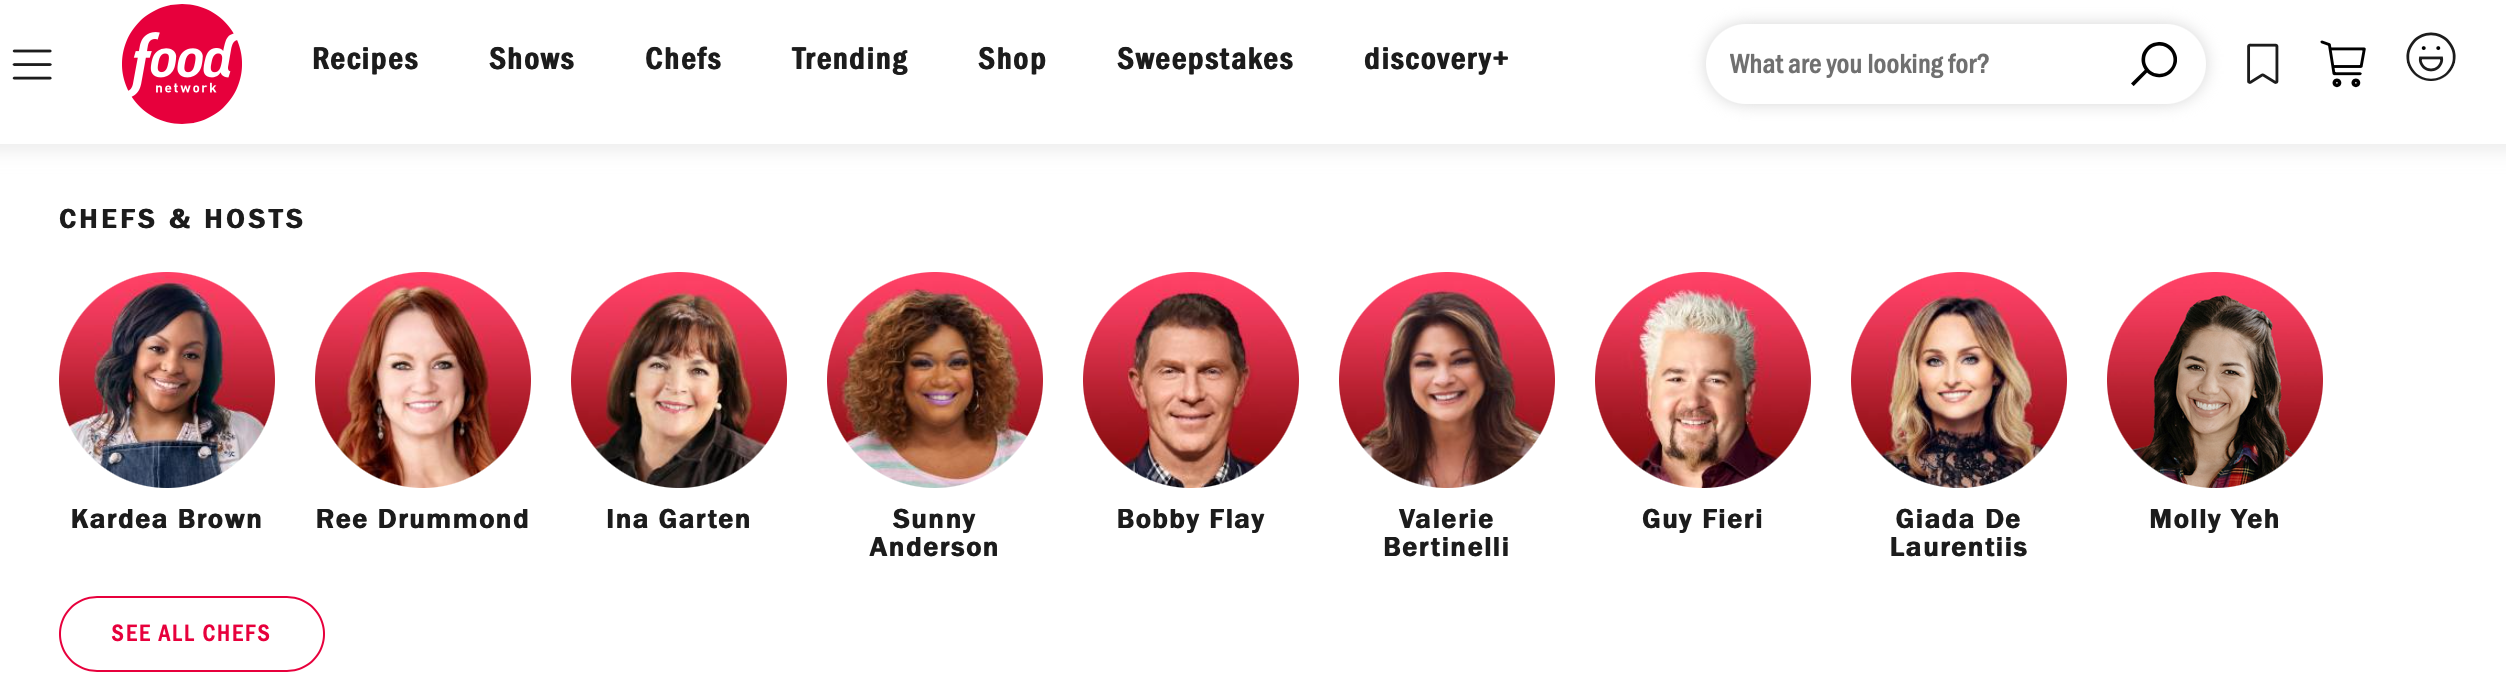 food
network
Recipes
Shows
Chefs
Trending
Shop
Sweepstakes
discovery+
What are you looking for?
CHEFS & HOSTS
Kardea Brown
Ree Drummond
Ina Garten
Sunny
Anderson
Bobby Flay
Valerie
Bertinelli
Guy Fieri
Giada De
Laurentiis
Molly Yeh
SEE ALL CHEFS